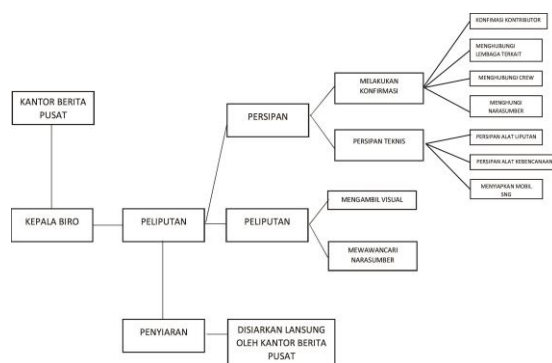 KONFIRMASI KONTRIBUTOR
MENGHUBUNGI
LEMBAGA TERKAIT
MELAKUKAN
KONFIRMASI
MENGHUBUNGI CREW
KANTOR BERITA
PUSAT
MENGHUNGI
NARASUMBER
PERSIPAN
PERSIPAN TEKNIS
PERSIPAN ALAT LIPUTAN
PERSIPAN ALAT KEBENCANAAN
MENYIAPKAN MOBIL
SNG
MENGAMBIL VISUAL
KEPALA BIRO
PELIPUTAN
PELIPUTAN
MEWAWANCARI
NARASUMBER
PENYIARAN
DISIARKAN LANSUNG
OLEH KANTOR BERITA
PUSAT